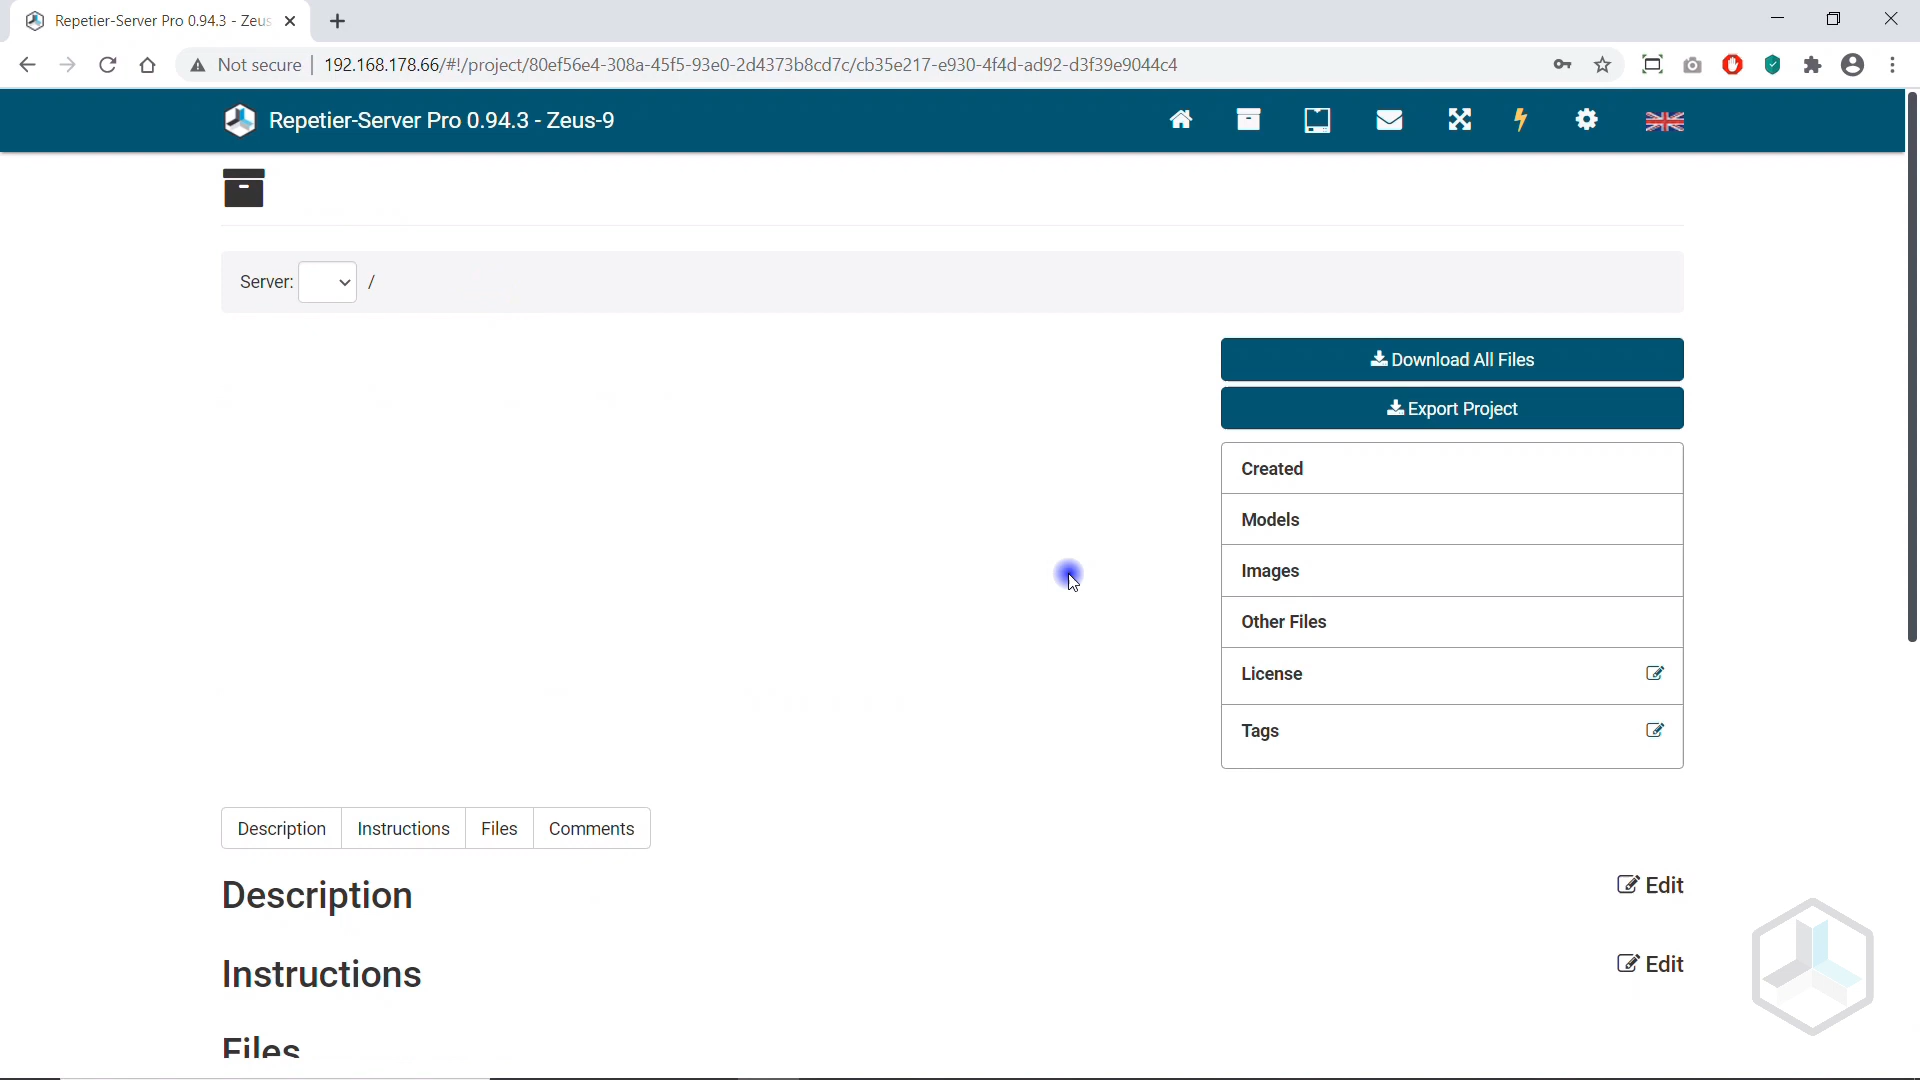 Repetier-Server Pro 0.94.3 - Zeus
Not secure
192.168.178.66/#!/project/80ef56e4-308a-45f5-93e0-2d4373b8cd7c/cb35e217-e930-4f4d-ad92-d3f39e9044c4
Repetier-Server Pro 0.94.3 - Zeus-9
Server: /
Download All Files
Export Project
Created
Models
Images
Other Files
License
Tags
Description Instructions Files Comments
Description
Edit
Instructions
Edit
Files